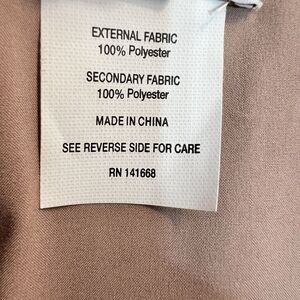 EXTERNAL FABRIC
100% Polyester
SECONDARY FABRIC
100% Polyester
MADE IN CHINA
SEE REVERSE SIDE FOR CARE
RN 141668